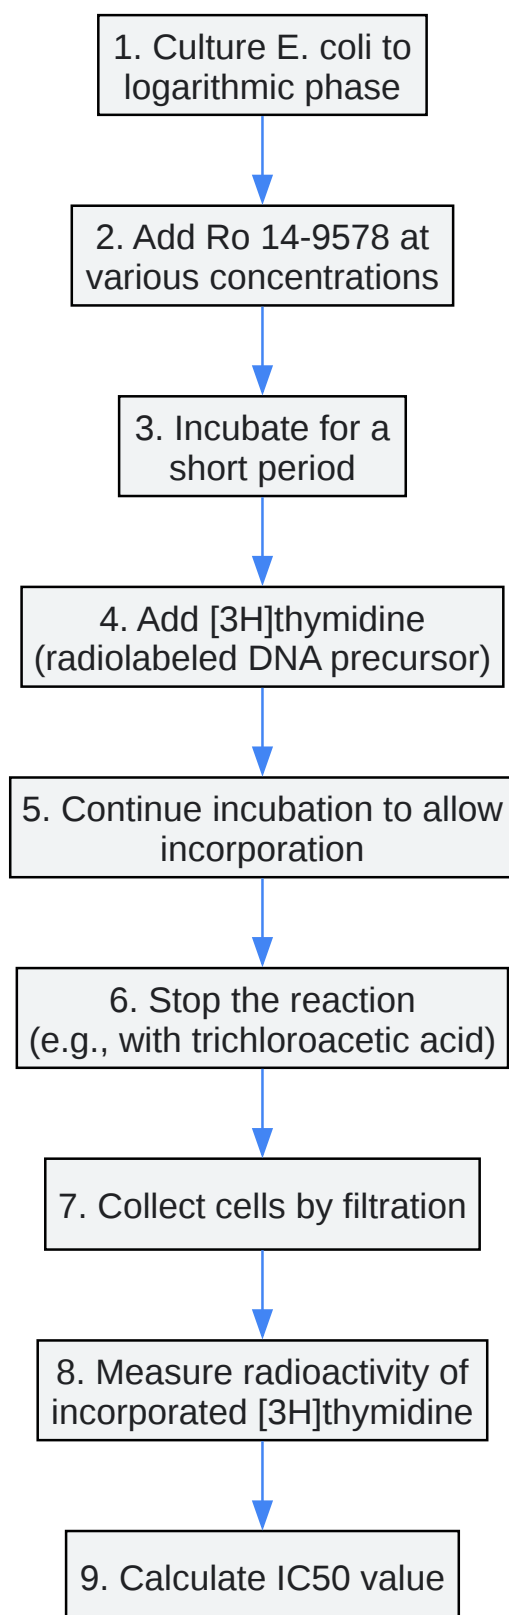 1. Culture E. coli to
logarithmic phase
2. Add Ro 14-9578 at
various concentrations
3. Incubate for a
short period
4. Add [3H]thymidine
(radiolabeled DNA precursor)
5. Continue incubation to allow
incorporation
6. Stop the reaction
(e.g., with trichloroacetic acid)
7. Collect cells by filtration
8. Measure radioactivity of
incorporated [3H]thymidine
9. Calculate IC50 value